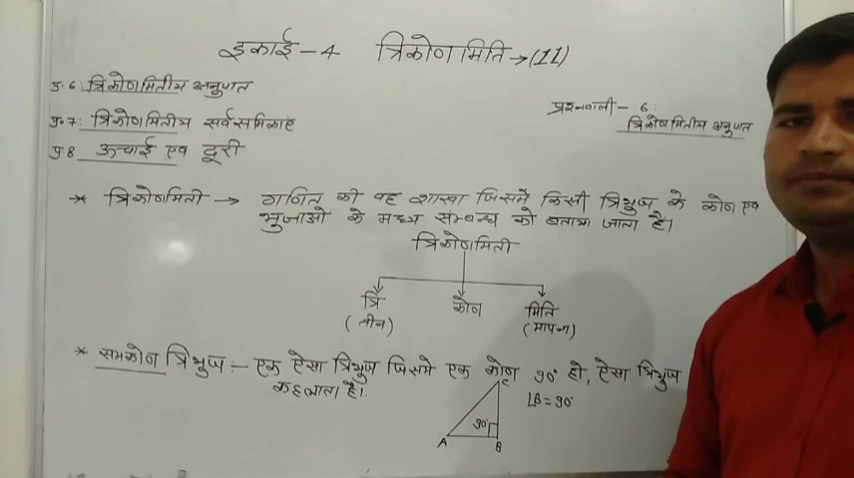 इकाई - 4 त्रिकोणमिति → (11)
प्र. 6: त्रिकोणमितीय अनुपात
प्र. 7: त्रिकोणमितीय सर्वसमिकाह
प्र 8 ऊचाई एव दूरी
प्रश्नावली - 6:
त्रिकोणमितीय अनुपात
* त्रिकोणमिती → गणित की वह शाखा जिसमें किसी त्रिभुज के कोण एव
भुजाओ के मध्य सम्बन्ध को बताया जाता है।
त्रिकोणमिती
त्रि कोण मिति
(तीन) (मापना)
* समकोण त्रिभुज :- एक ऐसा त्रिभुज जिसमे एक कोण 90° हो, ऐसा त्रिभुज
कहलाता है।
∠B = 90°
90°
A B